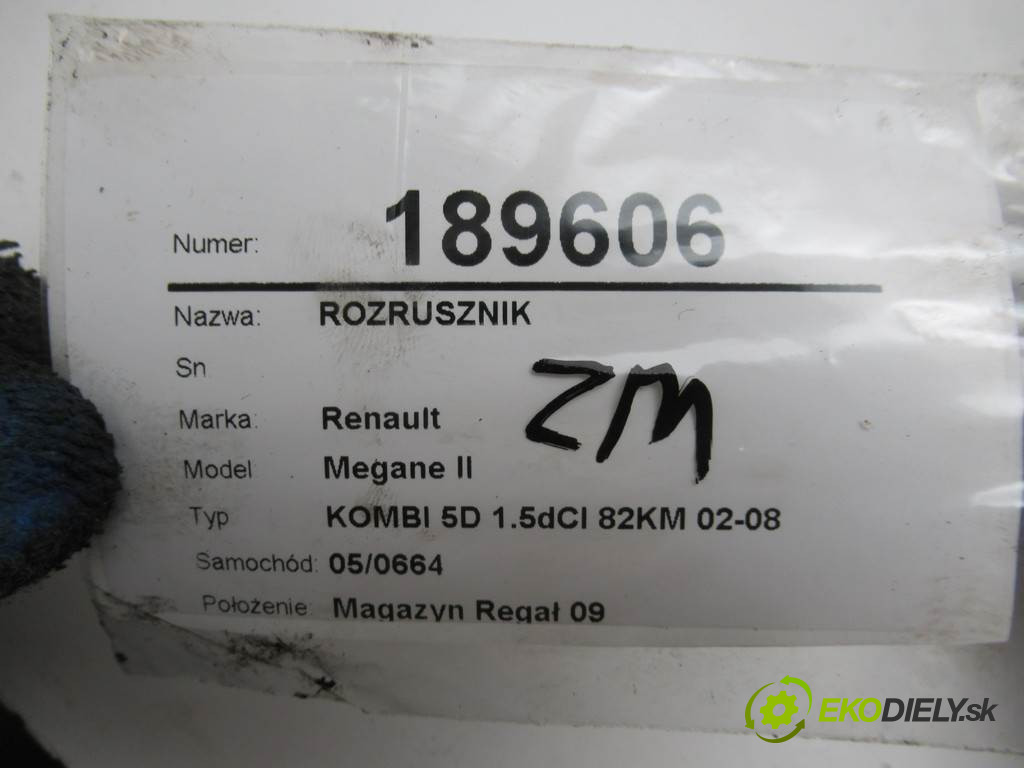 Numer: 189606
Nazwa: ROZRUSZNIK
Sn
ZM
Marka: Renault
Model Megane II
Typ KOMBI 5D 1.5dCI 82KM 02-08
Samochód: 05/0664
Położenie: Magazyn Regał 09
EKODIELY.sk